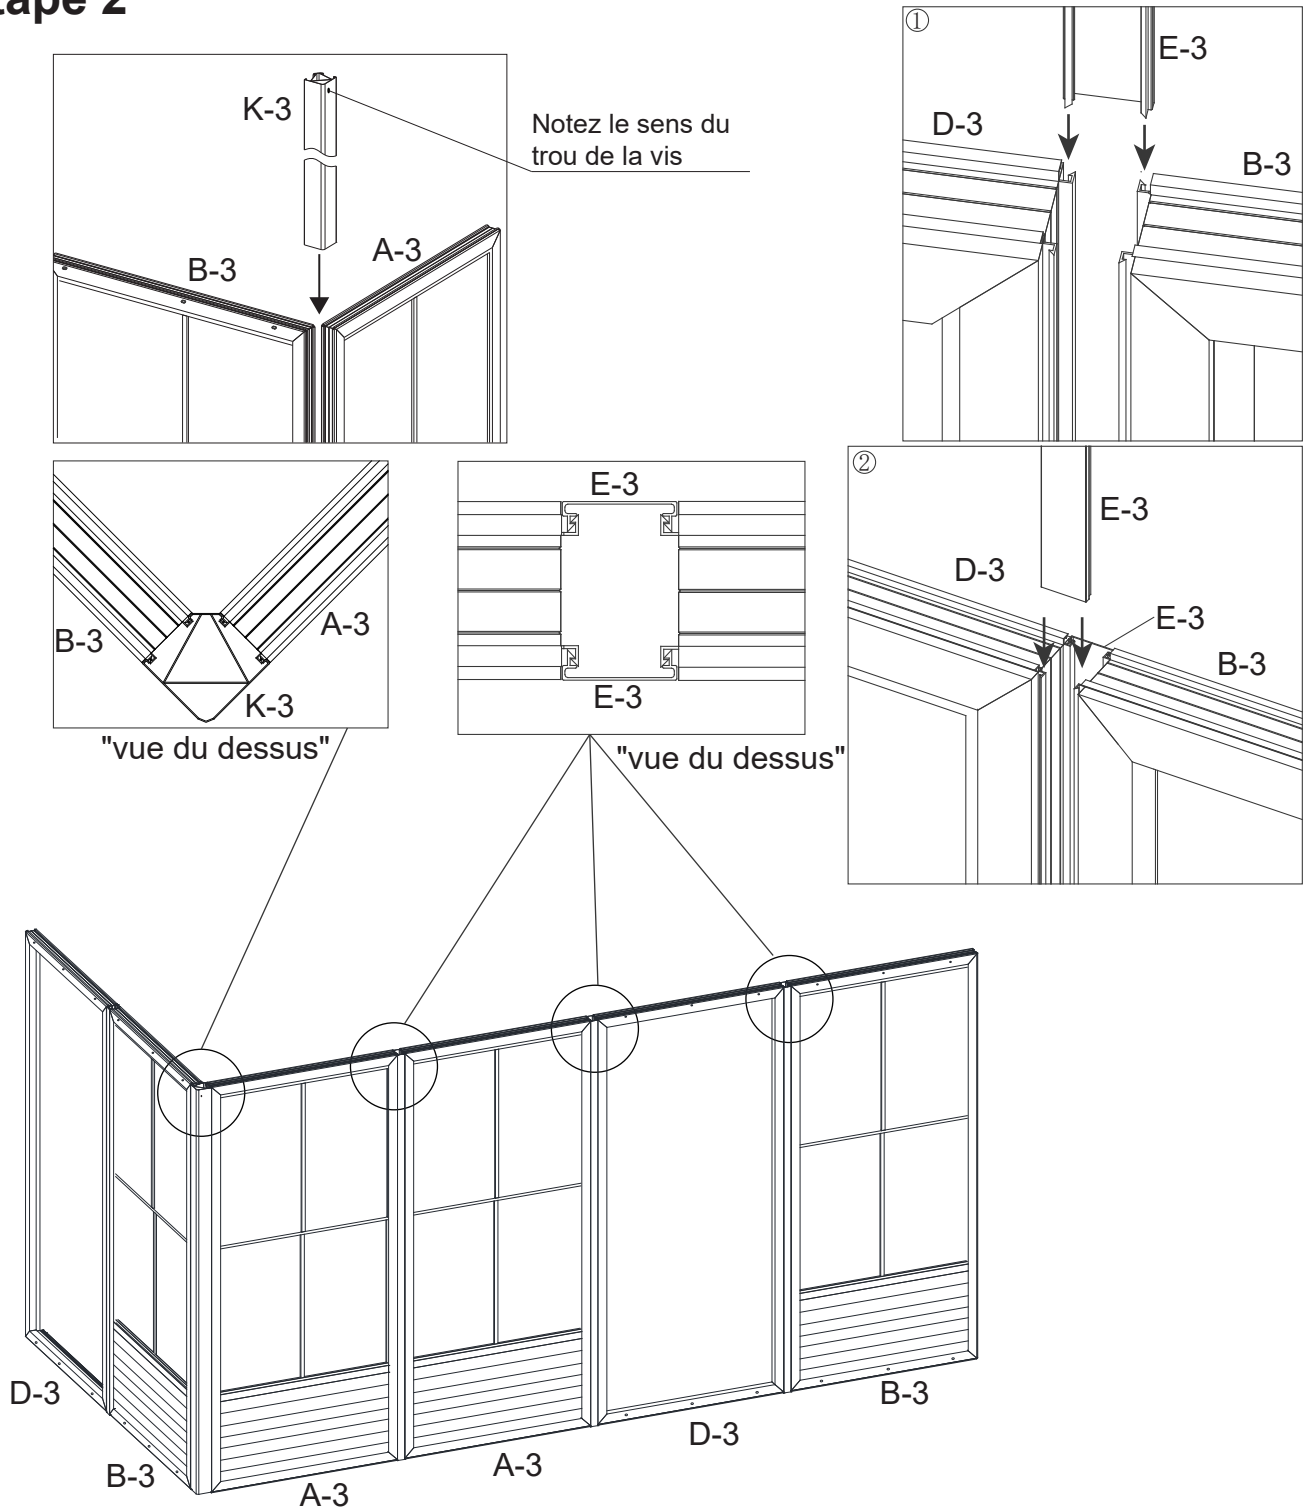 tape 2
K-3
Notez le sens du
trou de la vis
B-3
A-3
①
E-3
D-3
B-3
B-3
A-3
K-3
"vue du dessus"
E-3
E-3
"vue du dessus"
②
E-3
D-3
E-3
B-3
D-3
B-3
A-3
A-3
D-3
B-3